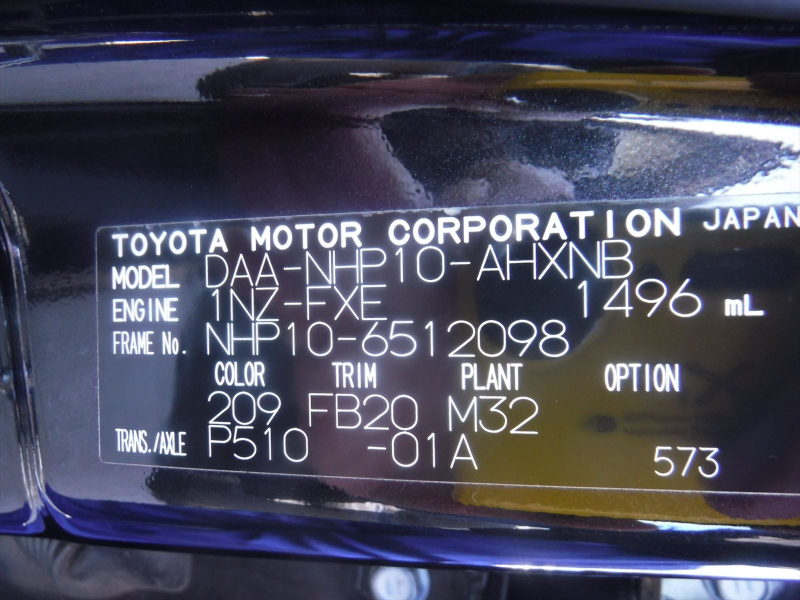 TOYOTA MOTOR CORPORATION JAPAN
MODEL DAA-NHP10-AHXNB
ENGINE 1NZ-FXE 1496 mL
FRAME No. NHP10-6512098
COLOR TRIM PLANT OPTION
209 FB20 M32
TRANS./AXLE P510 -01A 573